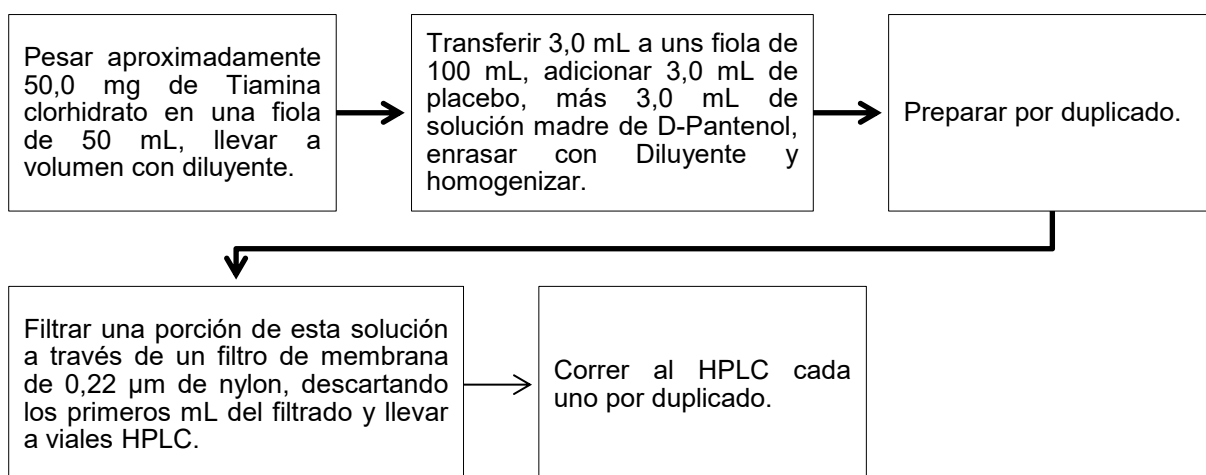 Pesar aproximadamente
50,0 mg de Tiamina
clorhidrato en una fiola
de 50 mL, llevar a
volumen con diluyente.
Transferir 3,0 mL a uns fiola de
100 mL, adicionar 3,0 mL de
placebo, más 3,0 mL de
solución madre de D-Pantenol,
enrasar con Diluyente y
homogenizar.
Preparar por duplicado.
Filtrar una porción de esta solución
a través de un filtro de membrana
de 0,22 µm de nylon, descartando
los primeros mL del filtrado y llevar
a viales HPLC.
Correr al HPLC cada
uno por duplicado.